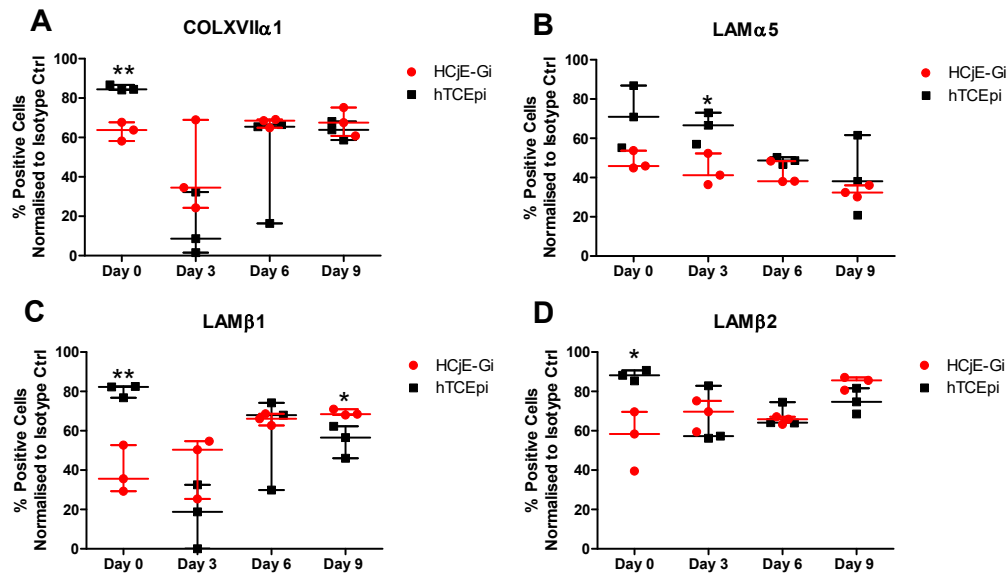 A
COLXVIIα1
% Positive Cells
Normalised to Isotype Ctrl
100
80
60
40
20
0
**
Day 0 Day 3 Day 6 Day 9
HCjE-Gi
hTCEpi
B
LAMα5
% Positive Cells
Normalised to Isotype Ctrl
100
80
60
40
20
0
*
Day 0 Day 3 Day 6 Day 9
HCjE-Gi
hTCEpi
C
LAMβ1
% Positive Cells
Normalised to Isotype Ctrl
100
80
60
40
20
0
**
*
Day 0 Day 3 Day 6 Day 9
HCjE-Gi
hTCEpi
D
LAMβ2
% Positive Cells
Normalised to Isotype Ctrl
100
80
60
40
20
0
*
Day 0 Day 3 Day 6 Day 9
HCjE-Gi
hTCEpi